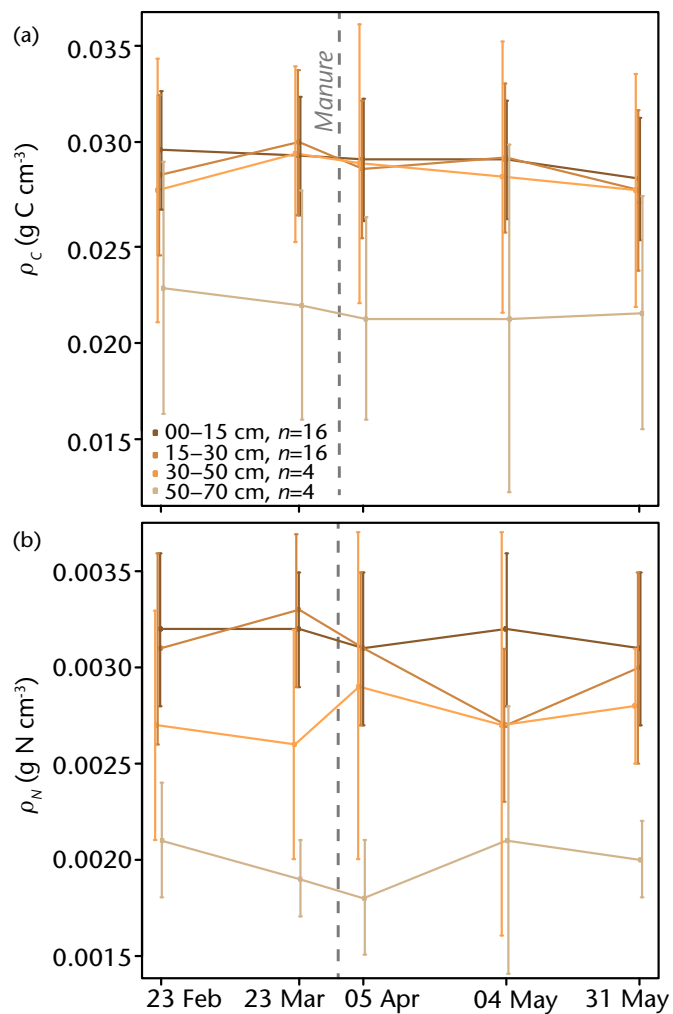 (a)
0.035
0.030
0.025
0.020
0.015
ρC (g C cm-3)
Manure
00–15 cm, n=16
15–30 cm, n=16
30–50 cm, n=4
50–70 cm, n=4
(b)
0.0035
0.0030
0.0025
0.0020
0.0015
ρN (g N cm-3)
23 Feb 23 Mar 05 Apr 04 May 31 May